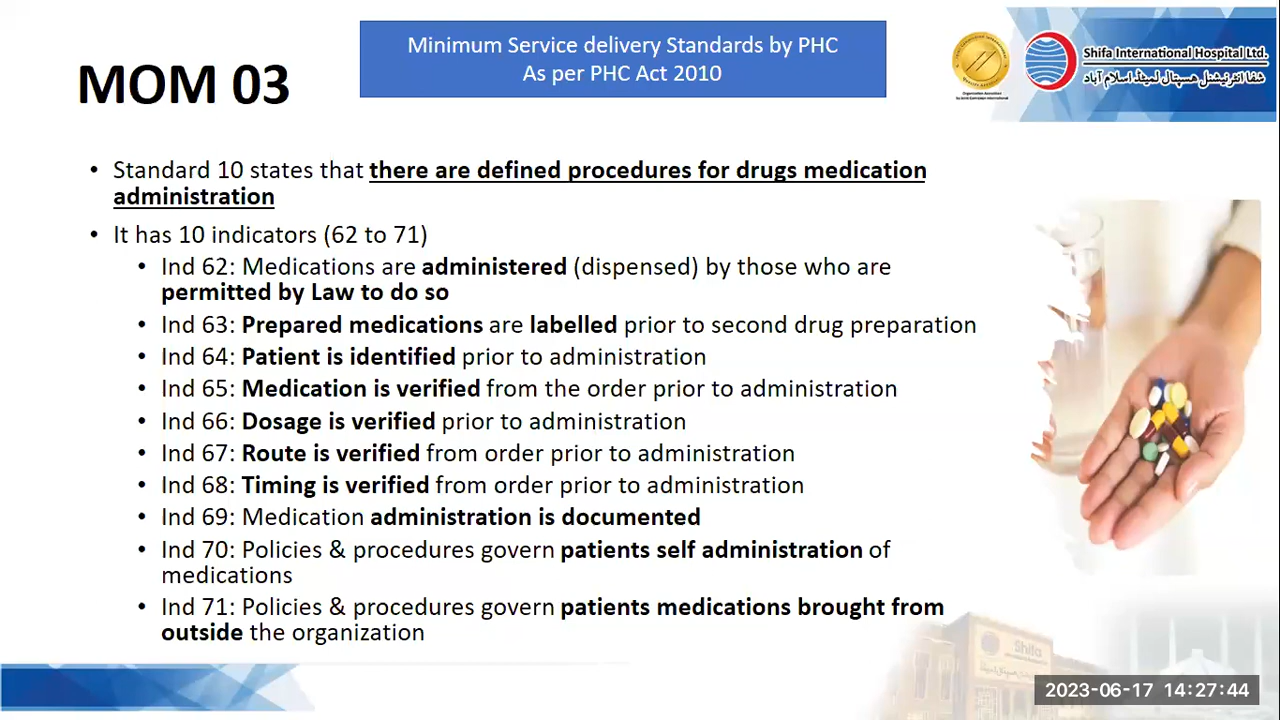 Minimum Service delivery Standards by PHC
As per PHC Act 2010
MOM 03
Shifa International Hospital Ltd.
شفا انٹرنیشنل ہسپتال لمیٹڈ اسلام آباد
• Standard 10 states that there are defined procedures for drugs medication
administration
• It has 10 indicators (62 to 71)
• Ind 62: Medications are administered (dispensed) by those who are
permitted by Law to do so
• Ind 63: Prepared medications are labelled prior to second drug preparation
• Ind 64: Patient is identified prior to administration
• Ind 65: Medication is verified from the order prior to administration
• Ind 66: Dosage is verified prior to administration
• Ind 67: Route is verified from order prior to administration
• Ind 68: Timing is verified from order prior to administration
• Ind 69: Medication administration is documented
• Ind 70: Policies & procedures govern patients self administration of
medications
• Ind 71: Policies & procedures govern patients medications brought from
outside the organization
Shifa
2023-06-17 14:27:44